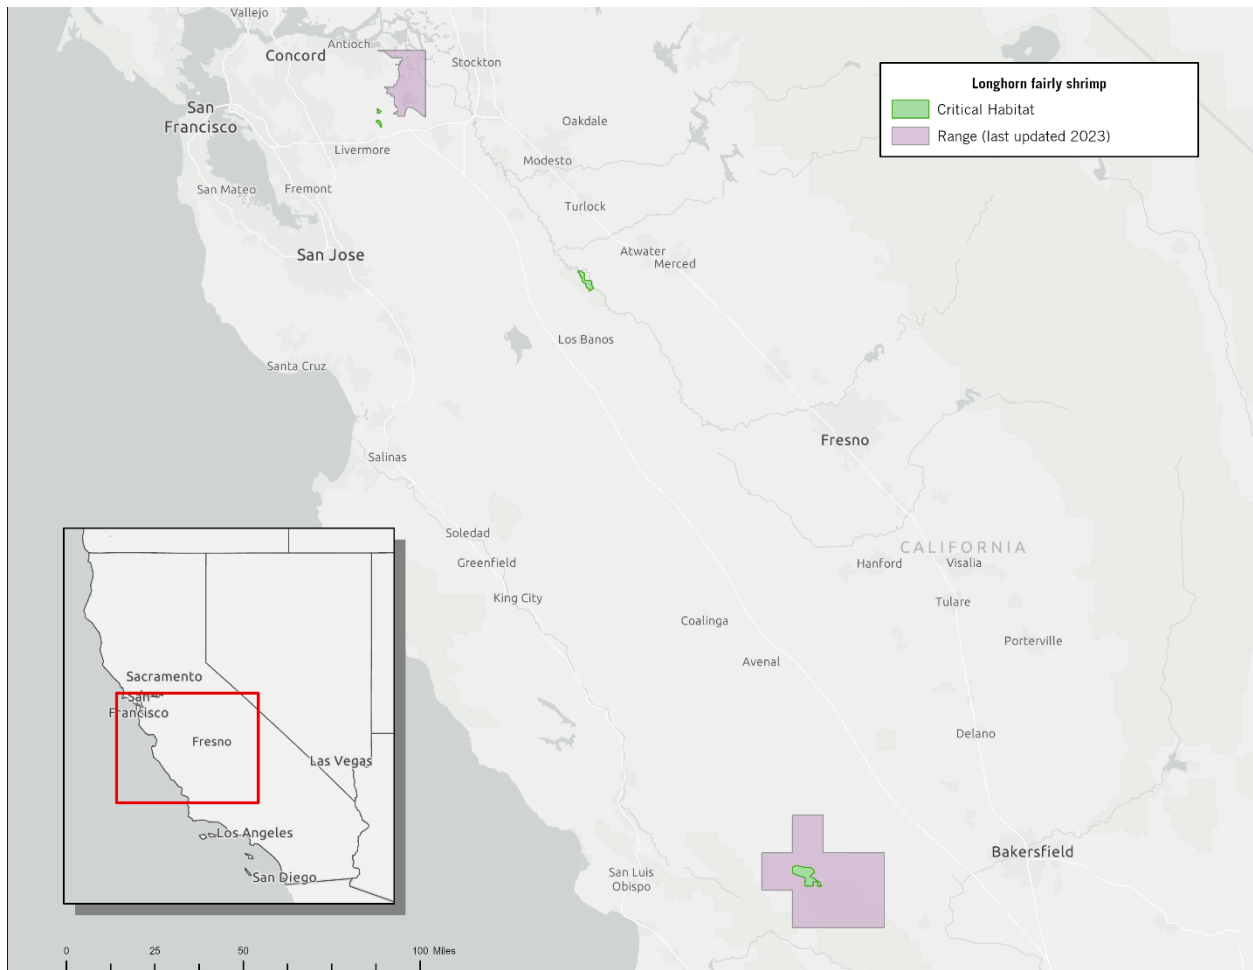 Vallejo
Antioch
Concord
Stockton
San
Francisco
Oakdale
Livermore
Modesto
San Mateo
Fremont
Turlock
San Jose
Atwater
Merced
Los Banos
Santa Cruz
Fresno
Salinas
Soledad
Greenfield
King City
CALIFORNIA
Hanford
Visalia
Tulare
Coalinga
Porterville
Avenal
Delano
Bakersfield
San Luis
Obispo
Longhorn fairly shrimp
Critical Habitat
Range (last updated 2023)
Sacramento
San
Francisco
Fresno
Las Vegas
Los Angeles
San Diego
0 25 50 100 Miles